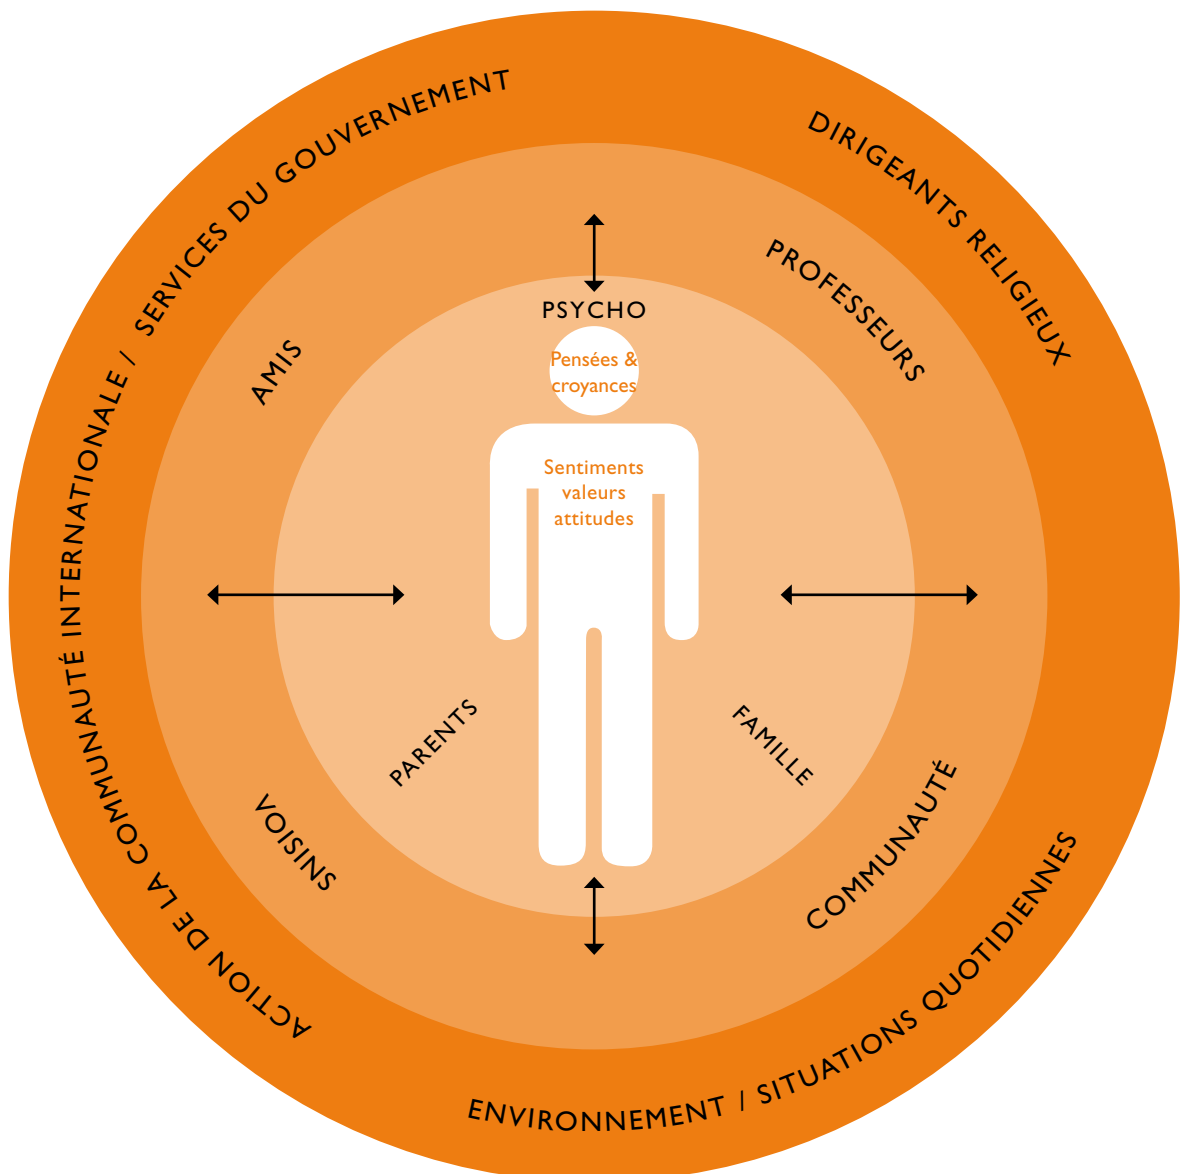 ACTION DE LA COMMUNAUTÉ INTERNATIONALE / SERVICES DU GOUVERNEMENT
DIRIGEANTS RELIGIEUX
PROFESSEURS
AMIS
PSYCHO
Pensées &
croyances
Sentiments
valeurs
attitudes
PARENTS
FAMILLE
VOISINS
COMMUNAUTÉ
ENVIRONNEMENT / SITUATIONS QUOTIDIENNES